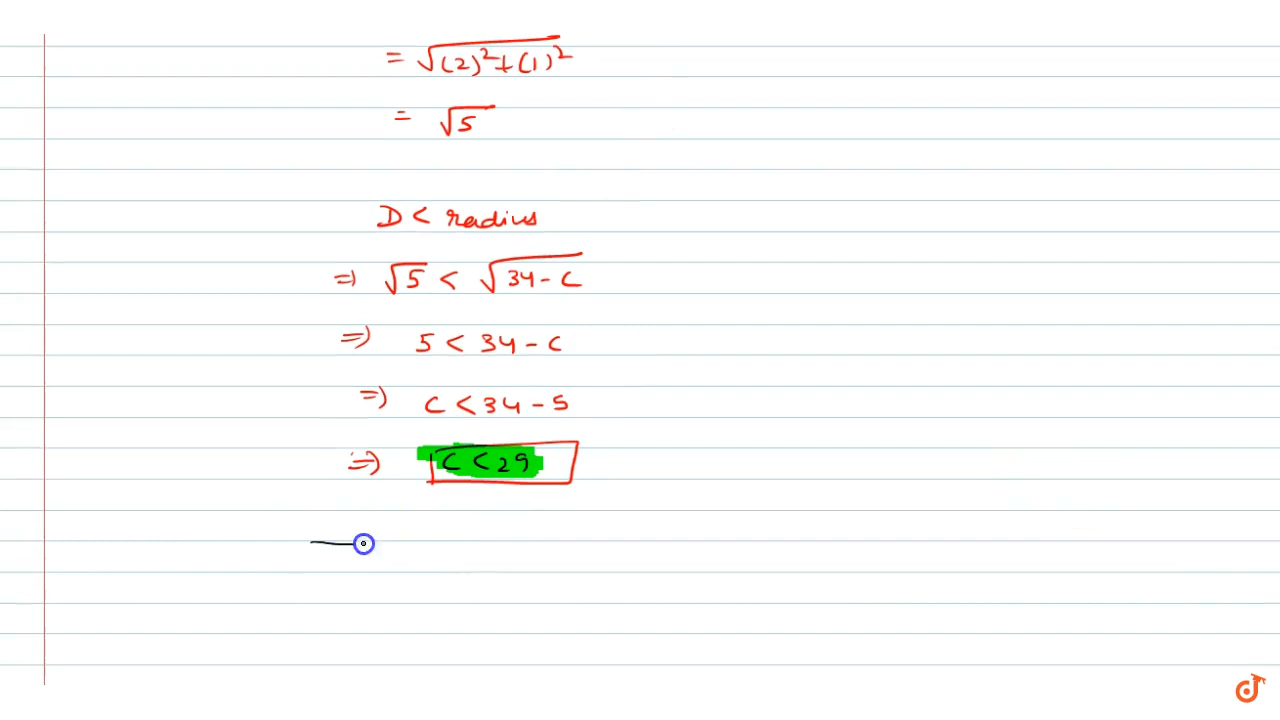 = √(2)²+(1)²
= √5
D < radius
=) √5 < √34-C
=) 5 < 34-C
=) C < 34-5
=) C < 29